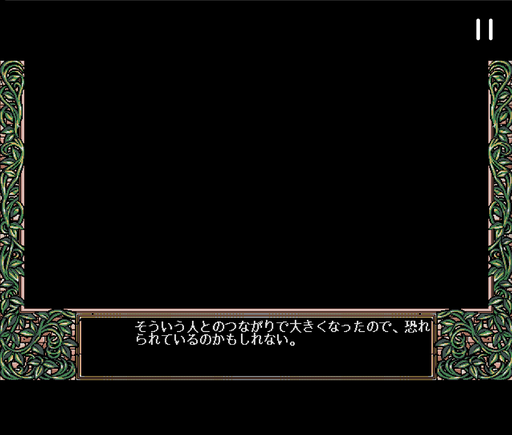 そういう人とのつながりで大きくなったので、恐れ
られているのかもしれない。